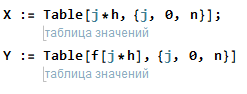 X := Table[j*h, {j, 0, n}];
таблица значений
Y := Table[f[j*h], {j, 0, n}]
таблица значений